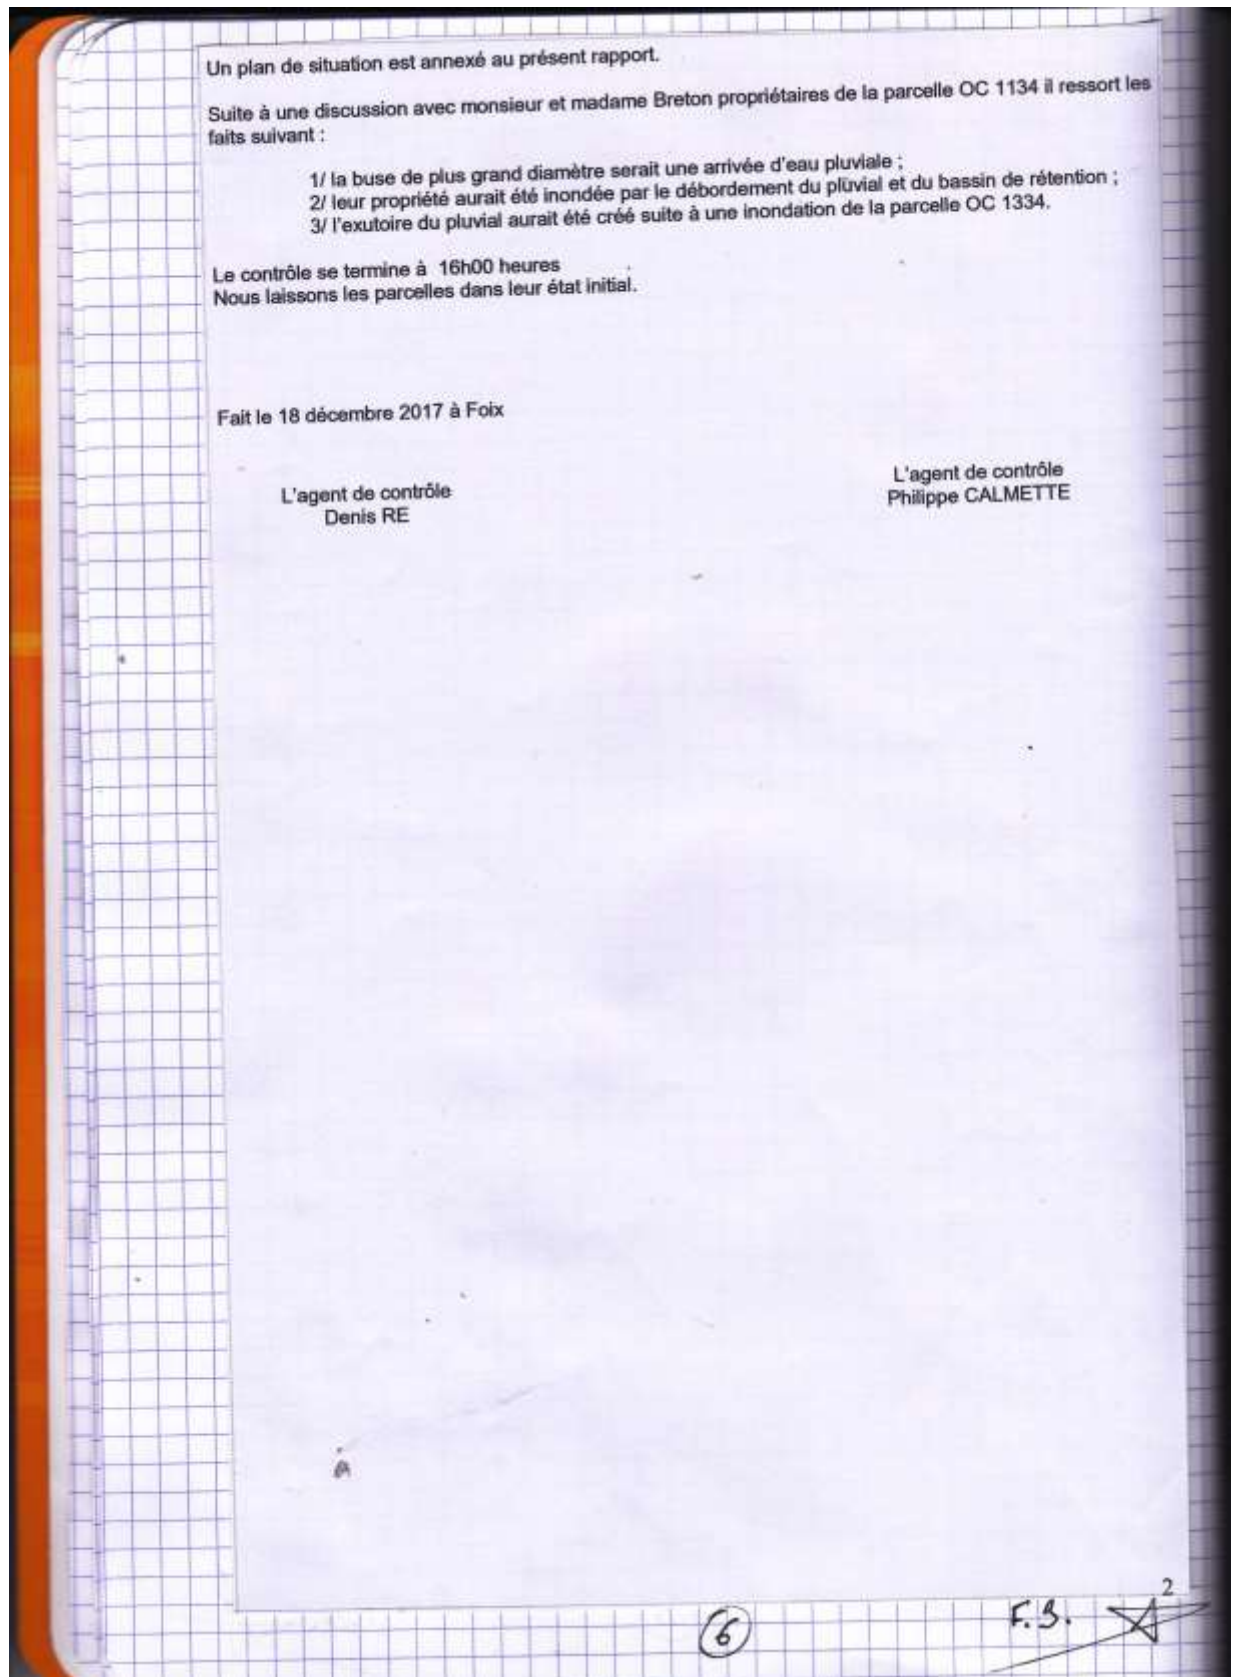 Un plan de situation est annexé au présent rapport.
Suite à une discussion avec monsieur et madame Breton propriétaires de la parcelle OC 1134 il ressort les
faits suivant :
1/ la buse de plus grand diamètre serait une arrivée d'eau pluviale ;
2/ leur propriété aurait été inondée par le débordement du pluvial et du bassin de rétention ;
3/ l'exutoire du pluvial aurait été créé suite à une inondation de la parcelle OC 1334.
Le contrôle se termine à 16h00 heures
Nous laissons les parcelles dans leur état initial.
Fait le 18 décembre 2017 à Foix
L'agent de contrôle
Denis RE
L'agent de contrôle
Philippe CALMETTE
2
6
F.B.